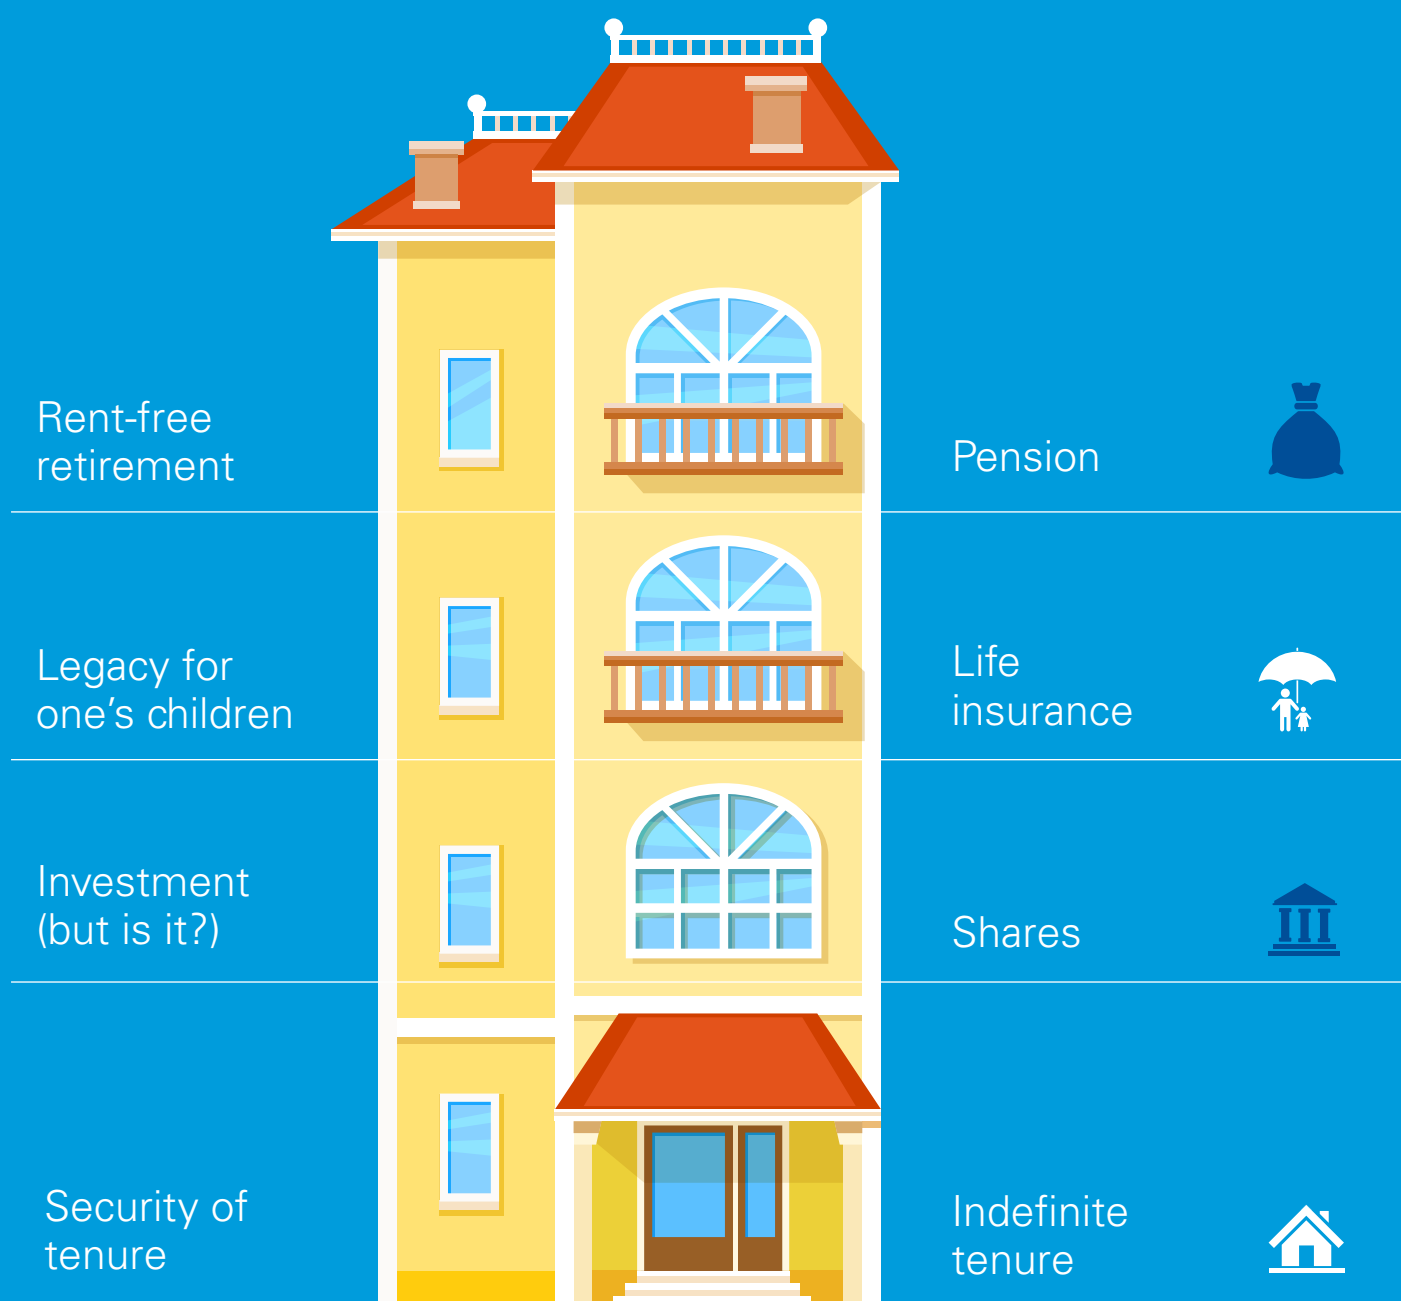 Rent-free
retirement
Pension
Legacy for
one’s children
Life
insurance
Investment
(but is it?)
Shares
Security of
tenure
Indefinite
tenure